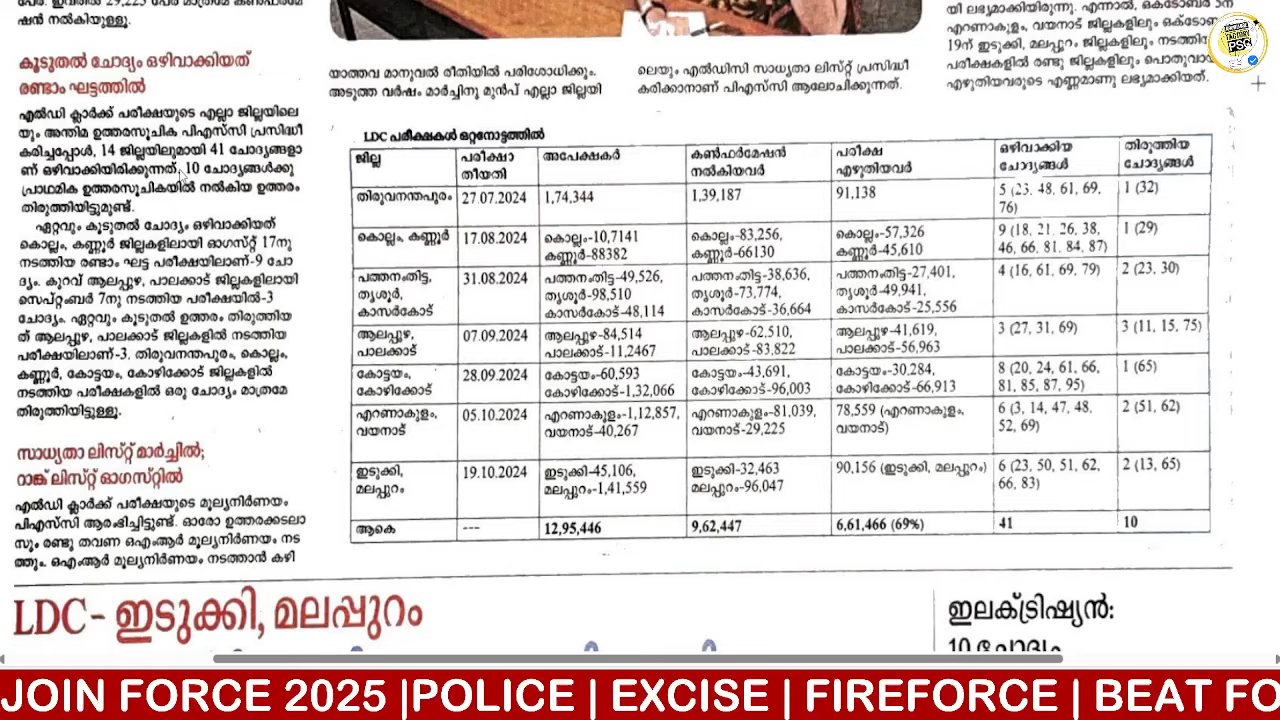 പേർ. ഇവരിൽ 29,225 പേർ മാത്രമേ കൺഫർമേ
ഷൻ നൽകിയുള്ളൂ.
കൂടുതൽ ചോദ്യം ഒഴിവാക്കിയത്
രണ്ടാം ഘട്ടത്തിൽ
എൽഡി ക്ലാർക്ക് പരീക്ഷയുടെ എല്ലാ ജില്ലയിലെ
യും അന്തിമ ഉത്തരസൂചിക പിഎസ്‌സി പ്രസിദ്ധീ
കരിച്ചപ്പോൾ, 14 ജില്ലയിലുമായി 41 ചോദ്യങ്ങളാ
ണ് ഒഴിവാക്കിയിരിക്കുന്നത്. 10 ചോദ്യങ്ങൾക്കു
പ്രാഥമിക ഉത്തരസൂചികയിൽ നൽകിയ ഉത്തരം
തിരുത്തിയിട്ടുമുണ്ട്.
ഏറ്റവും കൂടുതൽ ചോദ്യം ഒഴിവാക്കിയത്
കൊല്ലം, കണ്ണൂർ ജില്ലകളിലായി ഓഗസ്റ്റ് 17നു
നടത്തിയ രണ്ടാം ഘട്ട പരീക്ഷയിലാണ്-9 ചോ
ദ്യം. കുറവ് ആലപ്പുഴ, പാലക്കാട് ജില്ലകളിലായി
സെപ്റ്റംബർ 7നു നടത്തിയ പരീക്ഷയിൽ-3
ചോദ്യം. ഏറ്റവും കൂടുതൽ ഉത്തരം തിരുത്തിയ
ത് ആലപ്പുഴ, പാലക്കാട് ജില്ലകളിൽ നടത്തിയ
പരീക്ഷയിലാണ്-3. തിരുവനന്തപുരം, കൊല്ലം,
കണ്ണൂർ, കോട്ടയം, കോഴിക്കോട് ജില്ലകളിൽ
നടത്തിയ പരീക്ഷകളിൽ ഒരു ചോദ്യം മാത്രമേ
തിരുത്തിയിട്ടുള്ളൂ.
സാധ്യതാ ലിസ്റ്റ് മാർച്ചിൽ;
റാങ്ക് ലിസ്റ്റ് ഓഗസ്റ്റിൽ
എൽഡി ക്ലാർക്ക് പരീക്ഷയുടെ മൂല്യനിർണയം
പിഎസ്‌സി ആരംഭിച്ചിട്ടുണ്ട്. ഓരോ ഉത്തരക്കടലാ
സും രണ്ടു തവണ ഒഎംആർ മൂല്യനിർണയം നട
ത്തും. ഒഎംആർ മൂല്യനിർണയം നടത്താൻ കഴി
യാത്തവ മാനുവൽ രീതിയിൽ പരിശോധിക്കും.
അടുത്ത വർഷം മാർച്ചിനു മുൻപ് എല്ലാ ജില്ലയി
ലെയും എൽഡിസി സാധ്യതാ ലിസ്റ്റ് പ്രസിദ്ധീ
കരിക്കാനാണ് പിഎസ്‌സി ആലോചിക്കുന്നത്.
യി ലഭ്യമാക്കിയിരുന്നു. എന്നാൽ, ഒക്ടോബർ 5ന്
എറണാകുളം, വയനാട് ജില്ലകളിലും ഒക്ടോബ
19ന് ഇടുക്കി, മലപ്പുറം ജില്ലകളിലും നടത്തി
പരീക്ഷകളിൽ രണ്ടു ജില്ലകളിലും പൊതുവാ
എഴുതിയവരുടെ എണ്ണമാണു ലഭ്യമാക്കിയത്.
PSC
LDC പരീക്ഷകൾ ഒറ്റനോട്ടത്തിൽ
ജില്ല പരീക്ഷാ തീയതി അപേക്ഷകർ കൺഫർമേഷൻ നൽകിയവർ പരീക്ഷ എഴുതിയവർ ഒഴിവാക്കിയ ചോദ്യങ്ങൾ തിരുത്തിയ ചോദ്യങ്ങൾ
തിരുവനന്തപുരം 27.07.2024 1,74,344 1,39,187 91,138 5 (23, 48, 61, 69, 76) 1 (32)
കൊല്ലം, കണ്ണൂർ 17.08.2024 കൊല്ലം-10,7141 കണ്ണൂർ-88382 കൊല്ലം-83,256, കണ്ണൂർ-66130 കൊല്ലം-57,326 കണ്ണൂർ-45,610 9 (18, 21, 26, 38, 46, 66, 81, 84, 87) 1 (29)
പത്തനംതിട്ട, തൃശൂർ, കാസർകോട് 31.08.2024 പത്തനംതിട്ട-49,526, തൃശൂർ-98,510 കാസർകോട്-48,114 പത്തനംതിട്ട-38,636, തൃശൂർ-73,774, കാസർകോട്-36,664 പത്തനംതിട്ട-27,401, തൃശൂർ-49,941, കാസർകോട്-25,556 4 (16, 61, 69, 79) 2 (23, 30)
ആലപ്പുഴ, പാലക്കാട് 07.09.2024 ആലപ്പുഴ-84,514 പാലക്കാട്-11,2467 ആലപ്പുഴ-62,510, പാലക്കാട്-83,822 ആലപ്പുഴ-41,619, പാലക്കാട്-56,963 3 (27, 31, 69) 3 (11, 15, 75)
കോട്ടയം, കോഴിക്കോട് 28.09.2024 കോട്ടയം-60,593 കോഴിക്കോട്-1,32,066 കോട്ടയം-43,691, കോഴിക്കോട്-96,003 കോട്ടയം-30,284, കോഴിക്കോട്-66,913 8 (20, 24, 61, 66, 81, 85, 87, 95) 1 (65)
എറണാകുളം, വയനാട് 05.10.2024 എറണാകുളം-1,12,857, വയനാട്-40,267 എറണാകുളം-81,039, വയനാട്-29,225 78,559 (എറണാകുളം, വയനാട്) 6 (3, 14, 47, 48, 52, 69) 2 (51, 62)
ഇടുക്കി, മലപ്പുറം 19.10.2024 ഇടുക്കി-45,106, മലപ്പുറം-1,41,559 ഇടുക്കി-32,463 മലപ്പുറം-96,047 90,156 (ഇടുക്കി, മലപ്പുറം) 6 (23, 50, 51, 62, 66, 83) 2 (13, 65)
ആകെ --- 12,95,446 9,62,447 6,61,466 (69%) 41 10
LDC - ഇടുക്കി, മലപ്പുറം
ഇലക്ട്രിഷ്യൻ:
10 ചോദ്യം
JOIN FORCE 2025 |POLICE | EXCISE | FIREFORCE | BEAT FO